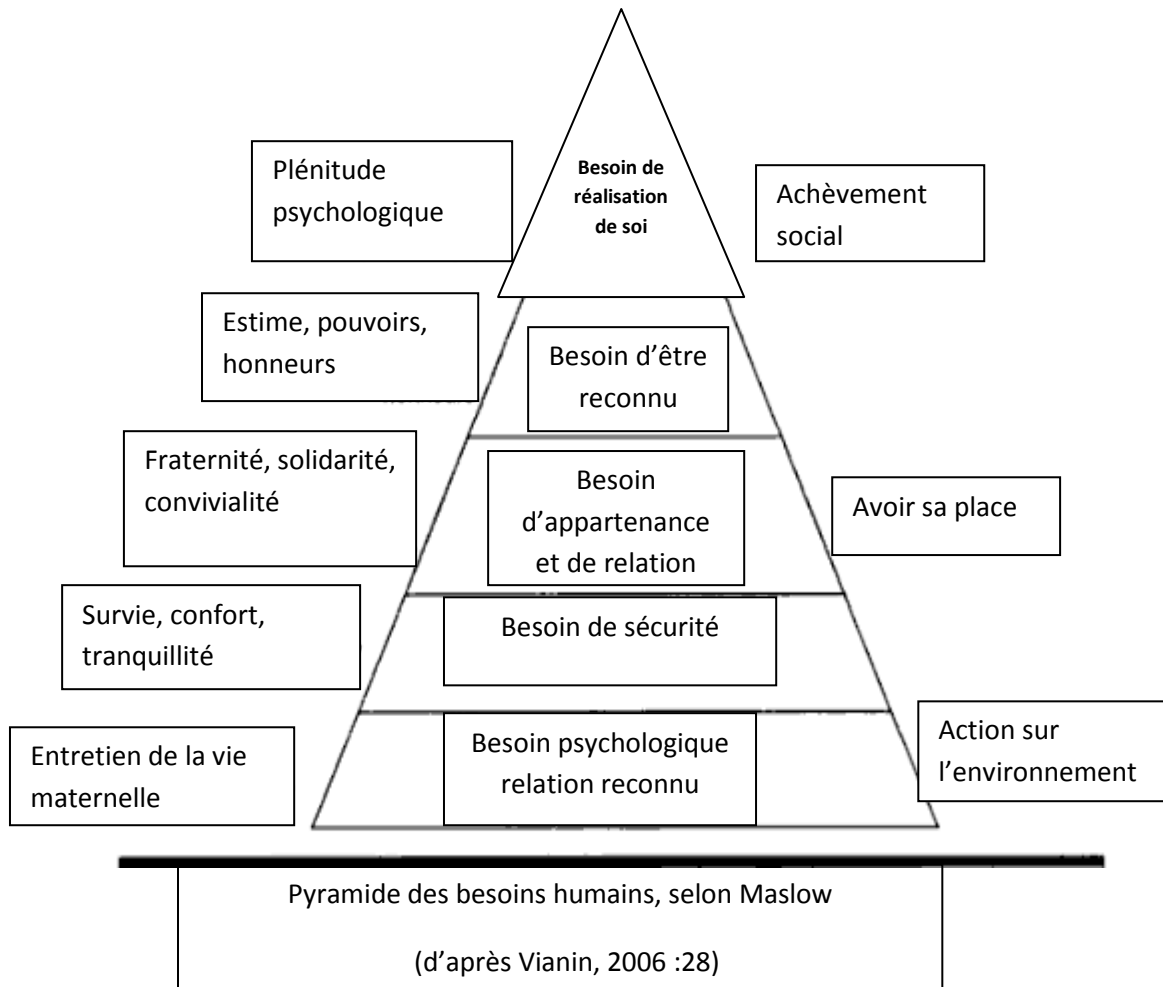 Plénitude
psychologique
Besoin de
réalisation
de soi
Achèvement
social
Estime, pouvoirs,
honneurs
Besoin d’être
reconnu
Fraternité, solidarité,
convivialité
Besoin
d’appartenance
et de relation
Avoir sa place
Survie, confort,
tranquillité
Besoin de sécurité
Entretien de la vie
maternelle
Besoin psychologique
relation reconnu
Action sur
l’environnement
Pyramide des besoins humains, selon Maslow
(d’après Vianin, 2006 :28)